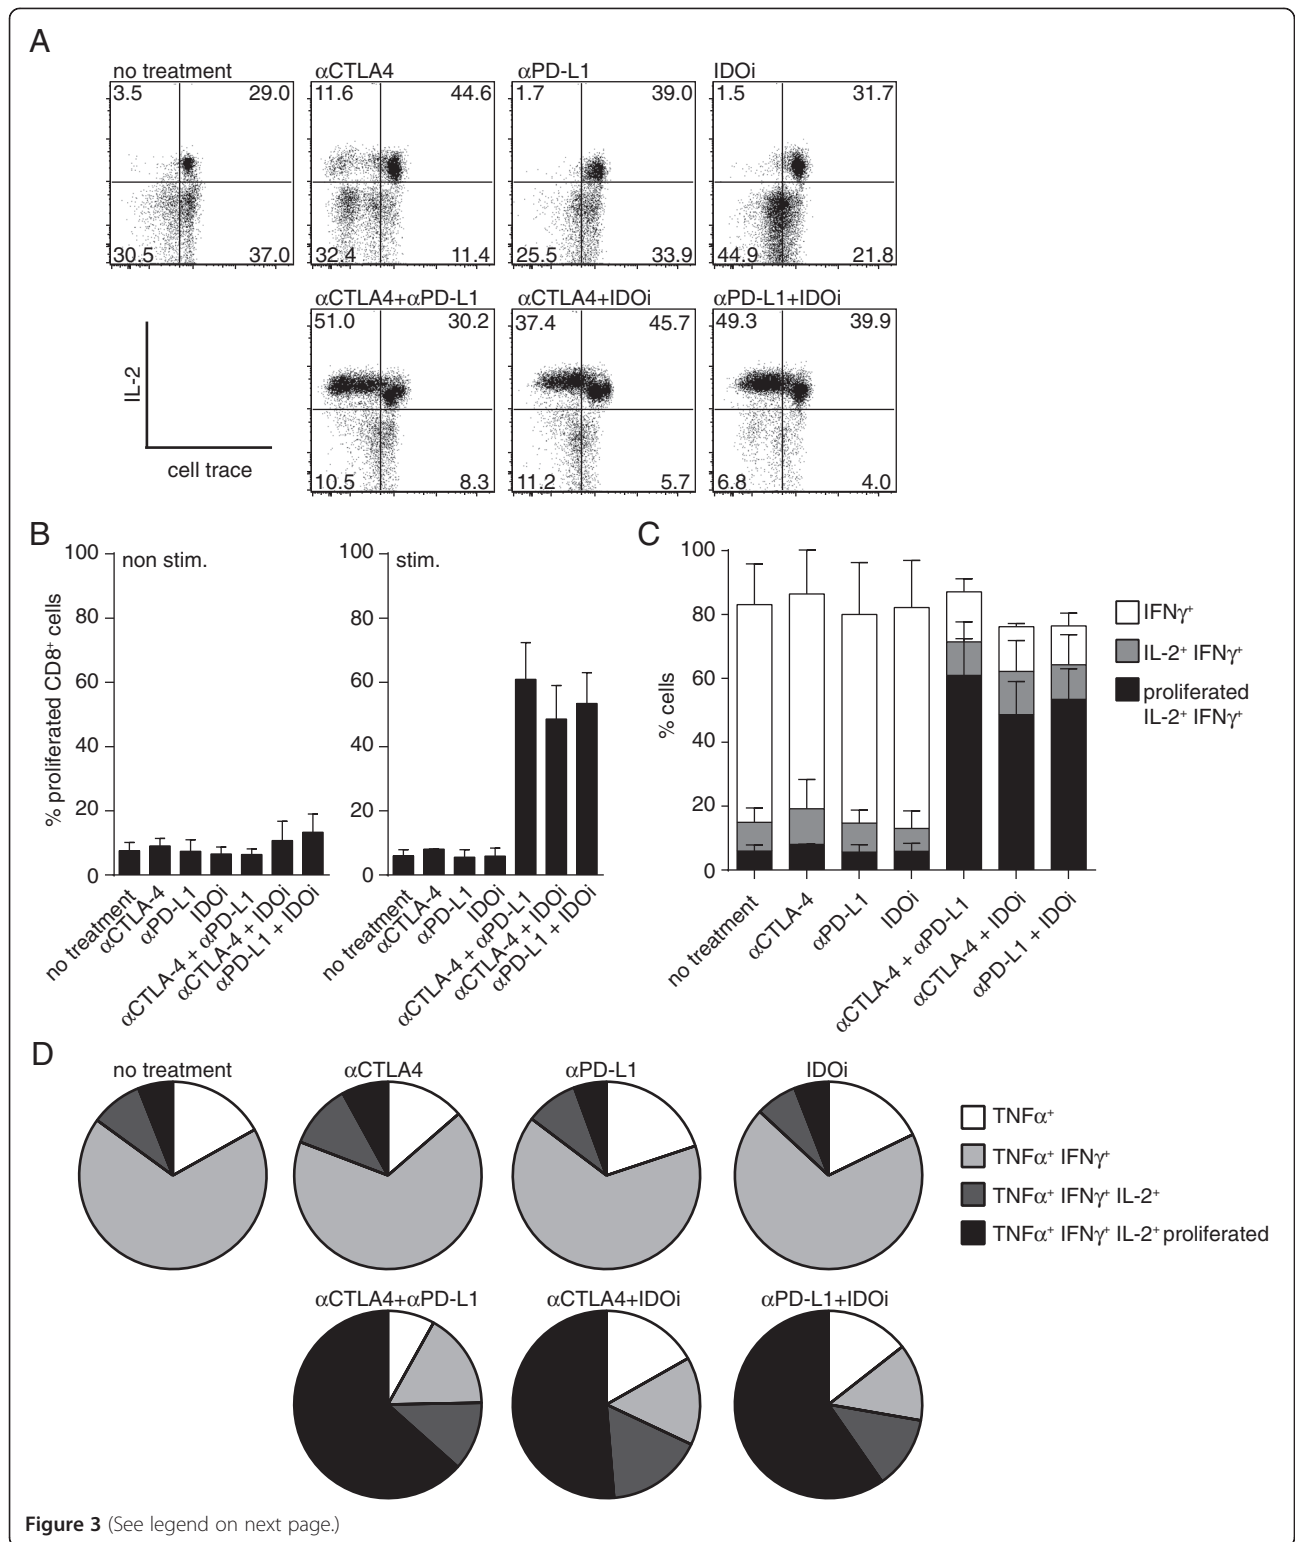 A
no treatment
αCTLA4
αPD-L1
IDOi
3.5 29.0
11.6 44.6
1.7 39.0
1.5 31.7
30.5 37.0
32.4 11.4
25.5 33.9
44.9 21.8
αCTLA4+αPD-L1
αCTLA4+IDOi
αPD-L1+IDOi
51.0 30.2
37.4 45.7
49.3 39.9
10.5 8.3
11.2 5.7
6.8 4.0
IL-2
cell trace
B
% proliferated CD8⁺ cells
100
80
60
40
20
0
non stim.
no treatment
αCTLA-4
αPD-L1
IDOi
αCTLA-4 + αPD-L1
αCTLA-4 + IDOi
αPD-L1 + IDOi
100
80
60
40
20
0
stim.
no treatment
αCTLA-4
αPD-L1
IDOi
αCTLA-4 + αPD-L1
αCTLA-4 + IDOi
αPD-L1 + IDOi
C
% cells
100
80
60
40
20
0
no treatment
αCTLA-4
αPD-L1
IDOi
αCTLA-4 + αPD-L1
αCTLA-4 + IDOi
αPD-L1 + IDOi
IFNγ⁺
IL-2⁺ IFNγ⁺
proliferated
IL-2⁺ IFNγ⁺
D
no treatment
αCTLA4
αPD-L1
IDOi
αCTLA4+αPD-L1
αCTLA4+IDOi
αPD-L1+IDOi
TNFα⁺
TNFα⁺ IFNγ⁺
TNFα⁺ IFNγ⁺ IL-2⁺
TNFα⁺ IFNγ⁺ IL-2⁺ proliferated
Figure 3 (See legend on next page.)